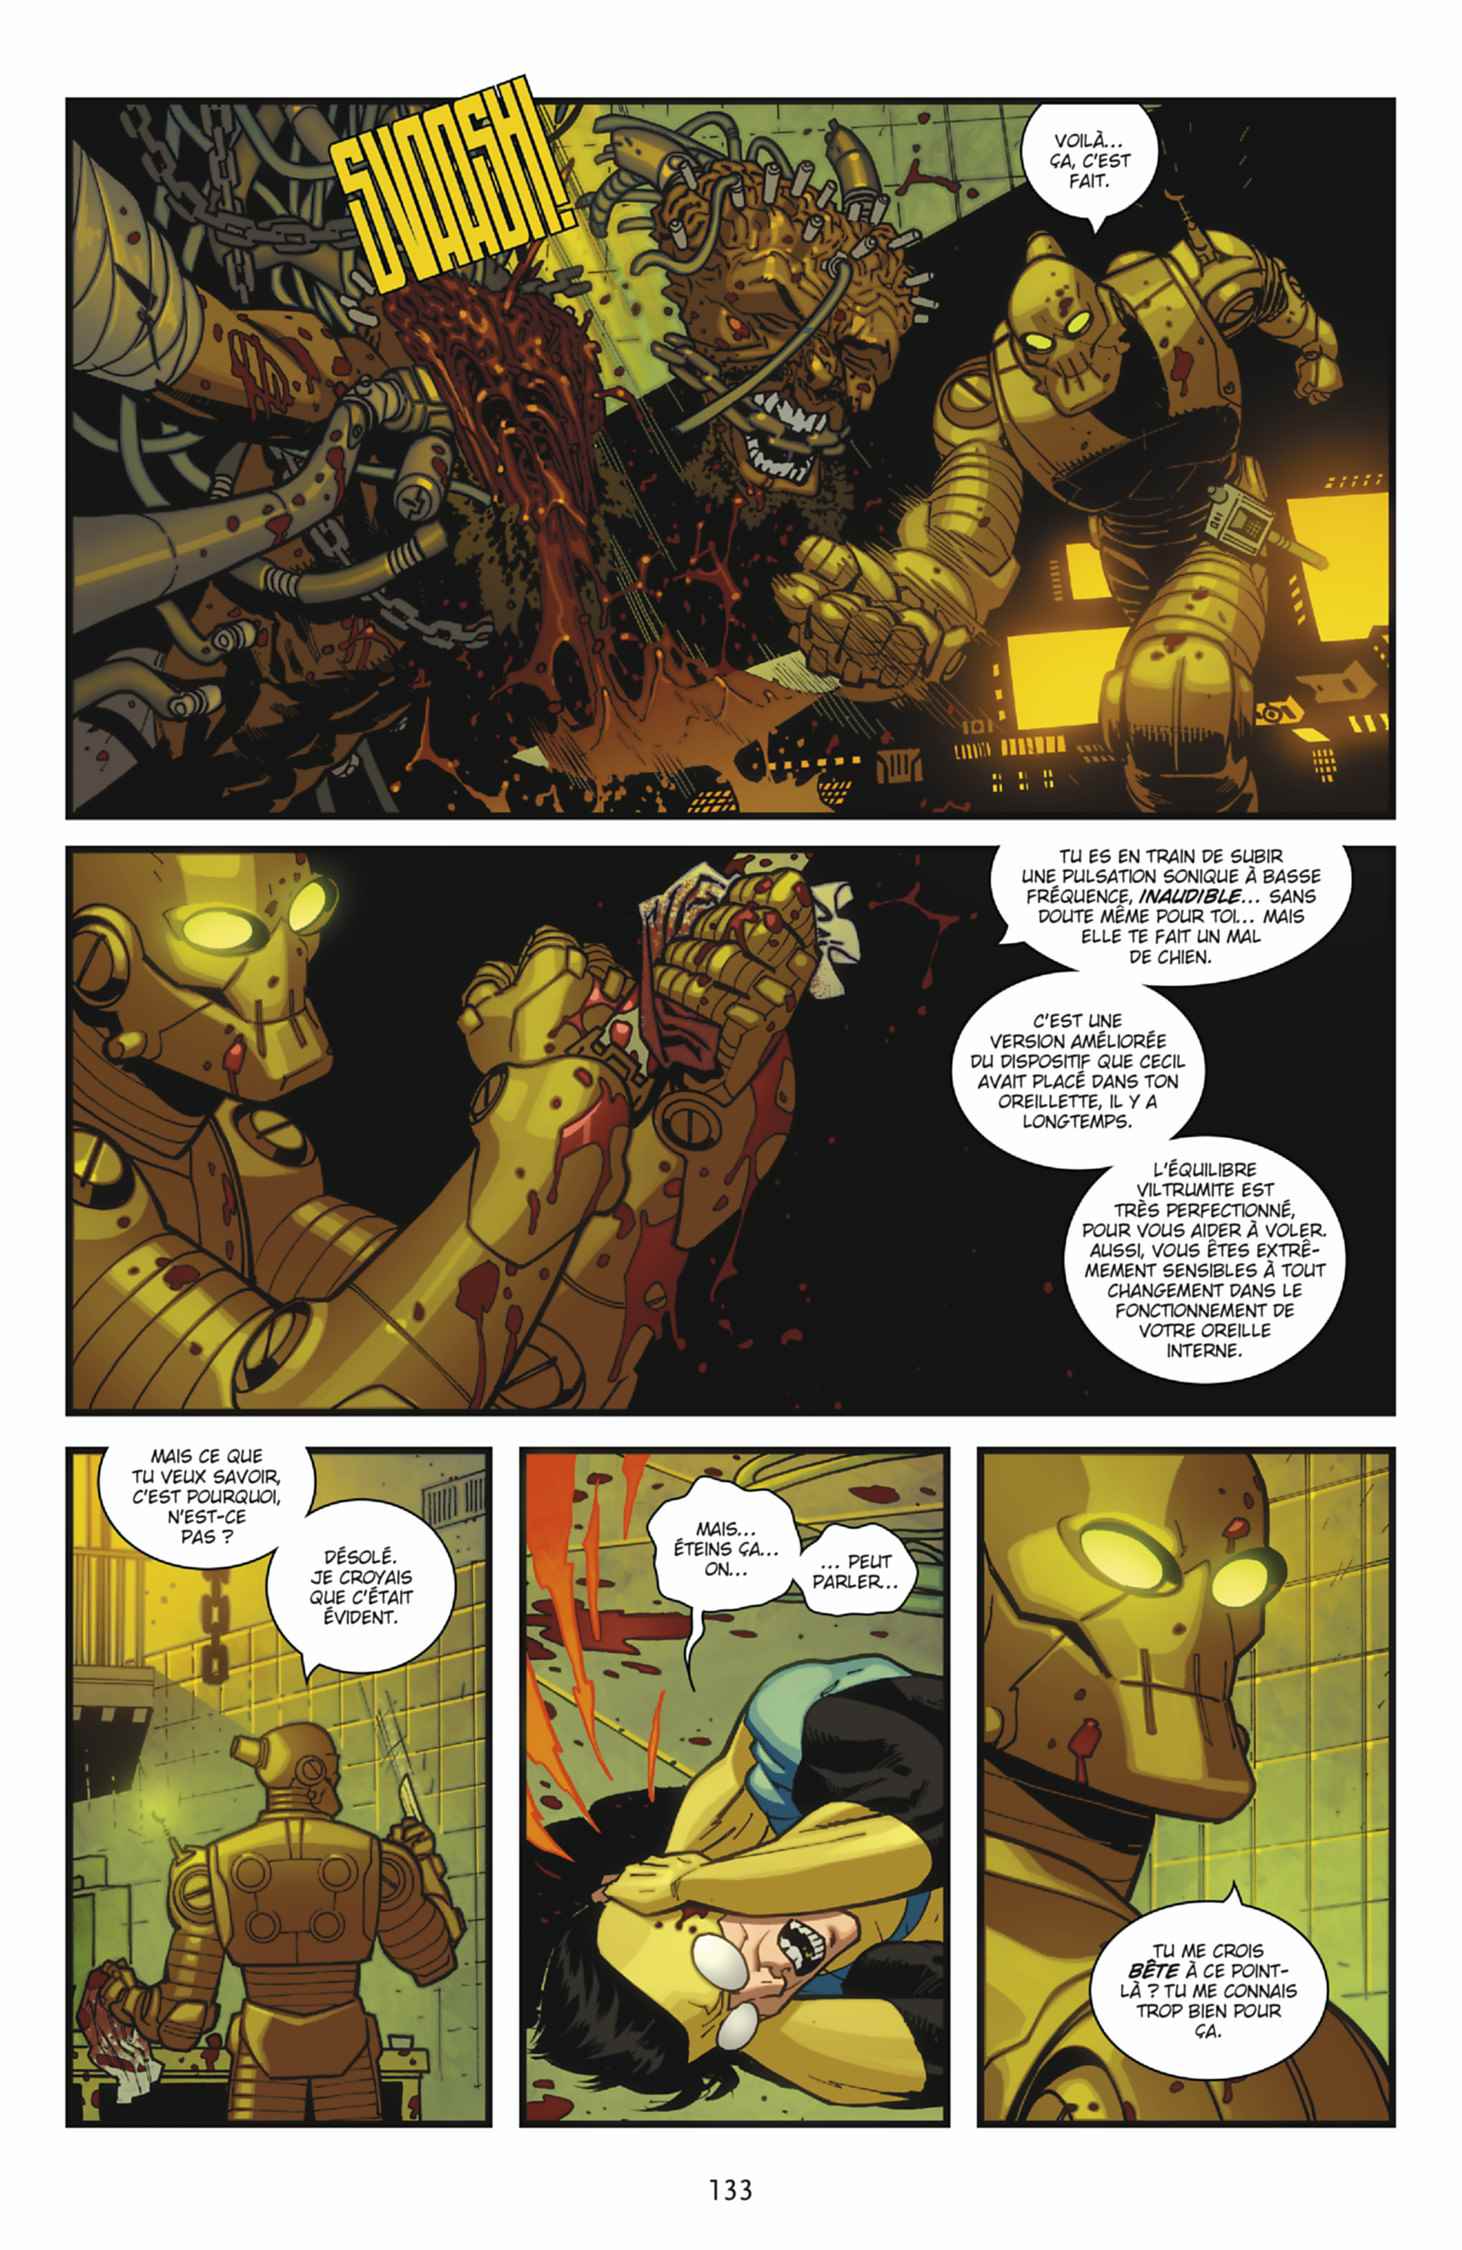 SVOOSH!
VOILÀ...
ÇA, C'EST
FAIT.
TU ES EN TRAIN DE SUBIR
UNE PULSATION SONIQUE À BASSE
FRÉQUENCE, INAUDIBLE... SANS
DOUTE MÊME POUR TOI... MAIS
ELLE TE FAIT UN MAL
DE CHIEN.
C'EST UNE
VERSION AMÉLIORÉE
DU DISPOSITIF QUE CECIL
AVAIT PLACÉ DANS TON
OREILLETTE, IL Y A
LONGTEMPS.
L'ÉQUILIBRE
VILTRUMITE EST
TRÈS PERFECTIONNÉ,
POUR VOUS AIDER À VOLER.
AUSSI, VOUS ÊTES EXTRÊ-
MEMENT SENSIBLES À TOUT
CHANGEMENT DANS LE
FONCTIONNEMENT DE
VOTRE OREILLE
INTERNE.
MAIS CE QUE
TU VEUX SAVOIR,
C'EST POURQUOI,
N'EST-CE
PAS ?
DÉSOLÉ.
JE CROYAIS
QUE C'ÉTAIT
ÉVIDENT.
MAIS...
ÉTEINS ÇA...
ON...
... PEUT
PARLER...
TU ME CROIS
BÊTE À CE POINT-
LÀ ? TU ME CONNAIS
TROP BIEN POUR
ÇA.
133